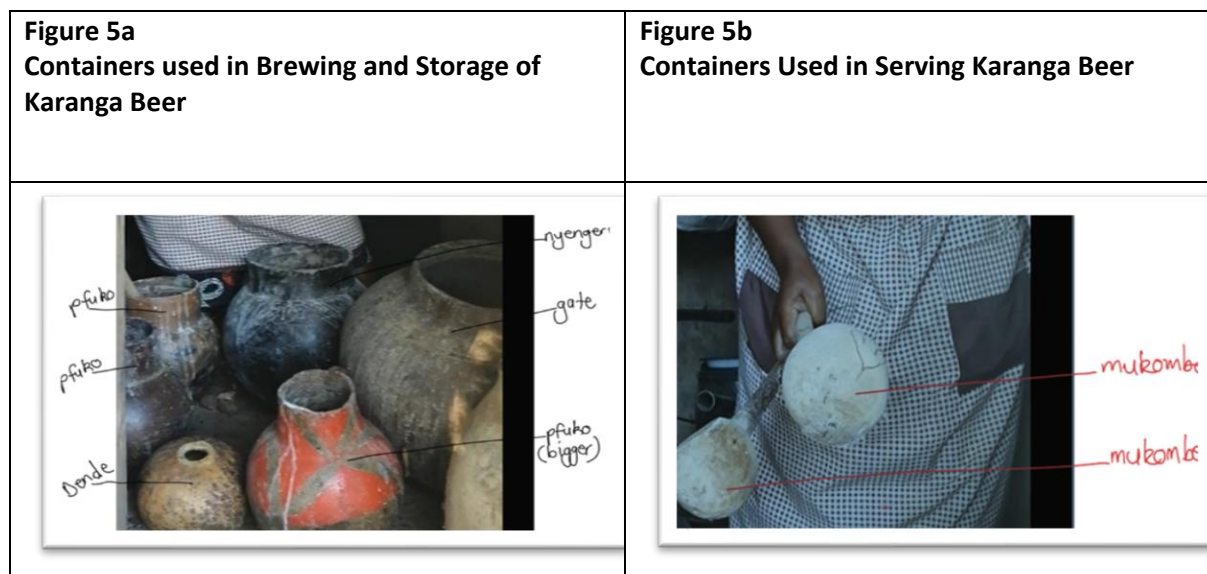 Figure 5a
Containers used in Brewing and Storage of
Karanga Beer
Figure 5b
Containers Used in Serving Karanga Beer
pfuko
pfuko
Dende
nyenger
gate
pfuko
(bigger)
mukombe
mukombe